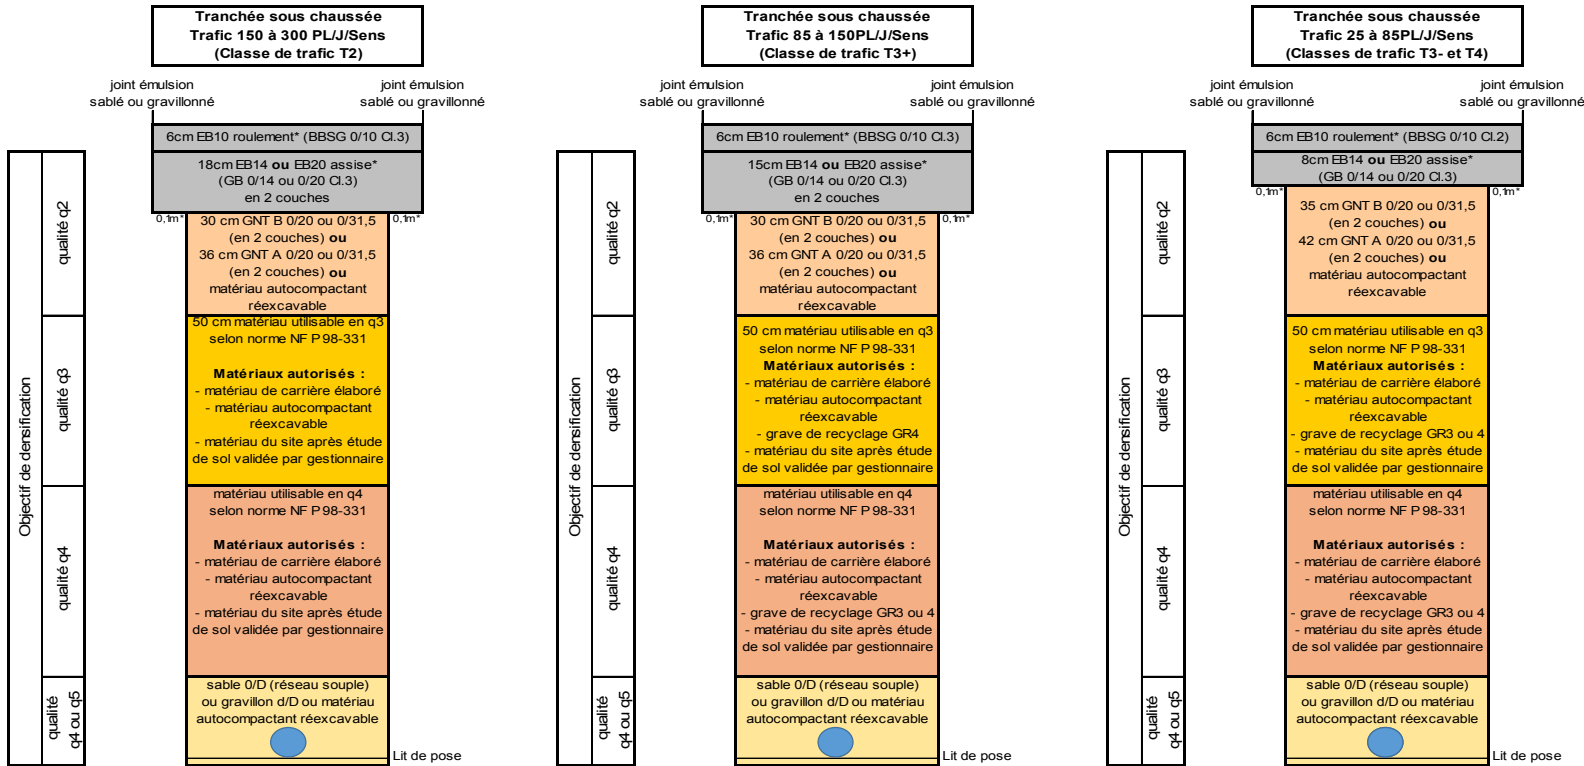 Tranchée sous chaussée
Trafic 150 à 300 PL/J/Sens
(Classe de trafic T2)
joint émulsion
sablé ou gravillonné
joint émulsion
sablé ou gravillonné
6cm EB10 roulement* (BBSG 0/10 Cl.3)
18cm EB14 ou EB20 assise*
(GB 0/14 ou 0/20 Cl.3)
en 2 couches
0,1m*
0,1m*
30 cm GNT B 0/20 ou 0/31,5
(en 2 couches) ou
36 cm GNT A 0/20 ou 0/31,5
(en 2 couches) ou
matériau autocompactant
réexcavable
50 cm matériau utilisable en q3
selon norme NF P 98-331
Matériaux autorisés :
- matériau de carrière élaboré
- matériau autocompactant
réexcavable
- matériau du site après étude
de sol validée par gestionnaire
matériau utilisable en q4
selon norme NF P 98-331
Matériaux autorisés :
- matériau de carrière élaboré
- matériau autocompactant
réexcavable
- matériau du site après étude
de sol validée par gestionnaire
sable 0/D (réseau souple)
ou gravillon d/D ou matériau
autocompactant réexcavable
Lit de pose
Objectif de densification
qualité q2
qualité q3
qualité q4
qualité
q4 ou q5
Tranchée sous chaussée
Trafic 85 à 150PL/J/Sens
(Classe de trafic T3+)
joint émulsion
sablé ou gravillonné
joint émulsion
sablé ou gravillonné
6cm EB10 roulement* (BBSG 0/10 Cl.3)
15cm EB14 ou EB20 assise*
(GB 0/14 ou 0/20 Cl.3)
en 2 couches
0,1m*
0,1m*
30 cm GNT B 0/20 ou 0/31,5
(en 2 couches) ou
36 cm GNT A 0/20 ou 0/31,5
(en 2 couches) ou
matériau autocompactant
réexcavable
50 cm matériau utilisable en q3
selon norme NF P 98-331
Matériaux autorisés :
- matériau de carrière élaboré
- matériau autocompactant
réexcavable
- grave de recyclage GR4
- matériau du site après étude
de sol validée par gestionnaire
matériau utilisable en q4
selon norme NF P 98-331
Matériaux autorisés :
- matériau de carrière élaboré
- matériau autocompactant
réexcavable
- grave de recyclage GR3 ou 4
- matériau du site après étude
de sol validée par gestionnaire
sable 0/D (réseau souple)
ou gravillon d/D ou matériau
autocompactant réexcavable
Lit de pose
Objectif de densification
qualité q2
qualité q3
qualité q4
qualité
q4 ou q5
Tranchée sous chaussée
Trafic 25 à 85PL/J/Sens
(Classes de trafic T3- et T4)
joint émulsion
sablé ou gravillonné
joint émulsion
sablé ou gravillonné
6cm EB10 roulement* (BBSG 0/10 Cl.2)
8cm EB14 ou EB20 assise*
(GB 0/14 ou 0/20 Cl.3)
0,1m*
0,1m*
35 cm GNT B 0/20 ou 0/31,5
(en 2 couches) ou
42 cm GNT A 0/20 ou 0/31,5
(en 2 couches) ou
matériau autocompactant
réexcavable
50 cm matériau utilisable en q3
selon norme NF P 98-331
Matériaux autorisés :
- matériau de carrière élaboré
- matériau autocompactant
réexcavable
- grave de recyclage GR3 ou 4
- matériau du site après étude
de sol validée par gestionnaire
matériau utilisable en q4
selon norme NF P 98-331
Matériaux autorisés :
- matériau de carrière élaboré
- matériau autocompactant
réexcavable
- grave de recyclage GR3 ou 4
- matériau du site après étude
de sol validée par gestionnaire
sable 0/D (réseau souple)
ou gravillon d/D ou matériau
autocompactant réexcavable
Lit de pose
Objectif de densification
qualité q2
qualité q3
qualité q4
qualité
q4 ou q5